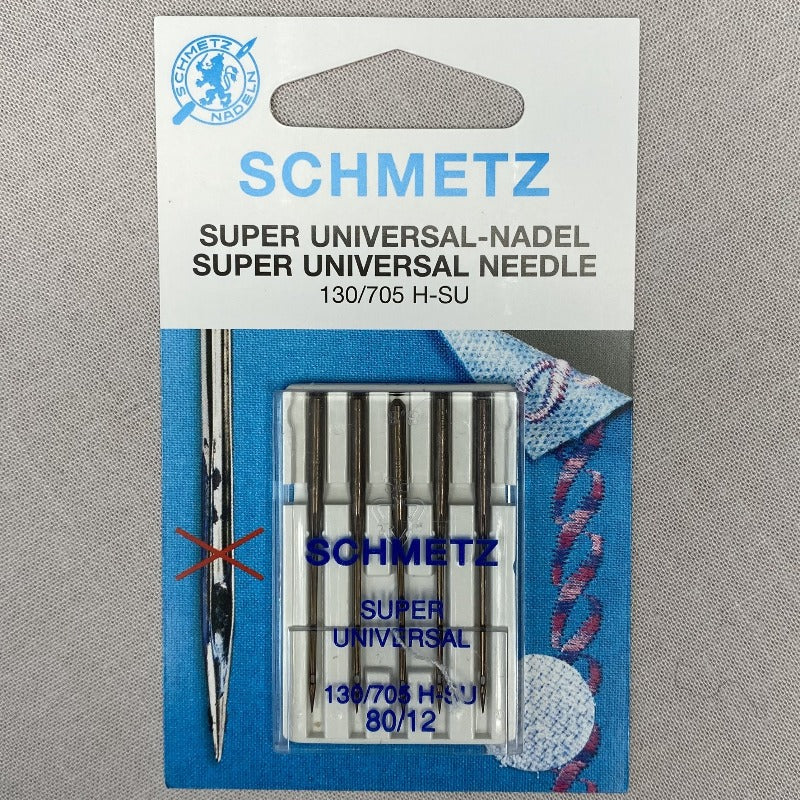 SCHMETZ
NADELN
SCHMETZ
SUPER UNIVERSAL-NADEL
SUPER UNIVERSAL NEEDLE
130/705 H-SU
SCHMETZ
SUPER
UNIVERSAL
130/705 H-SU
80/12